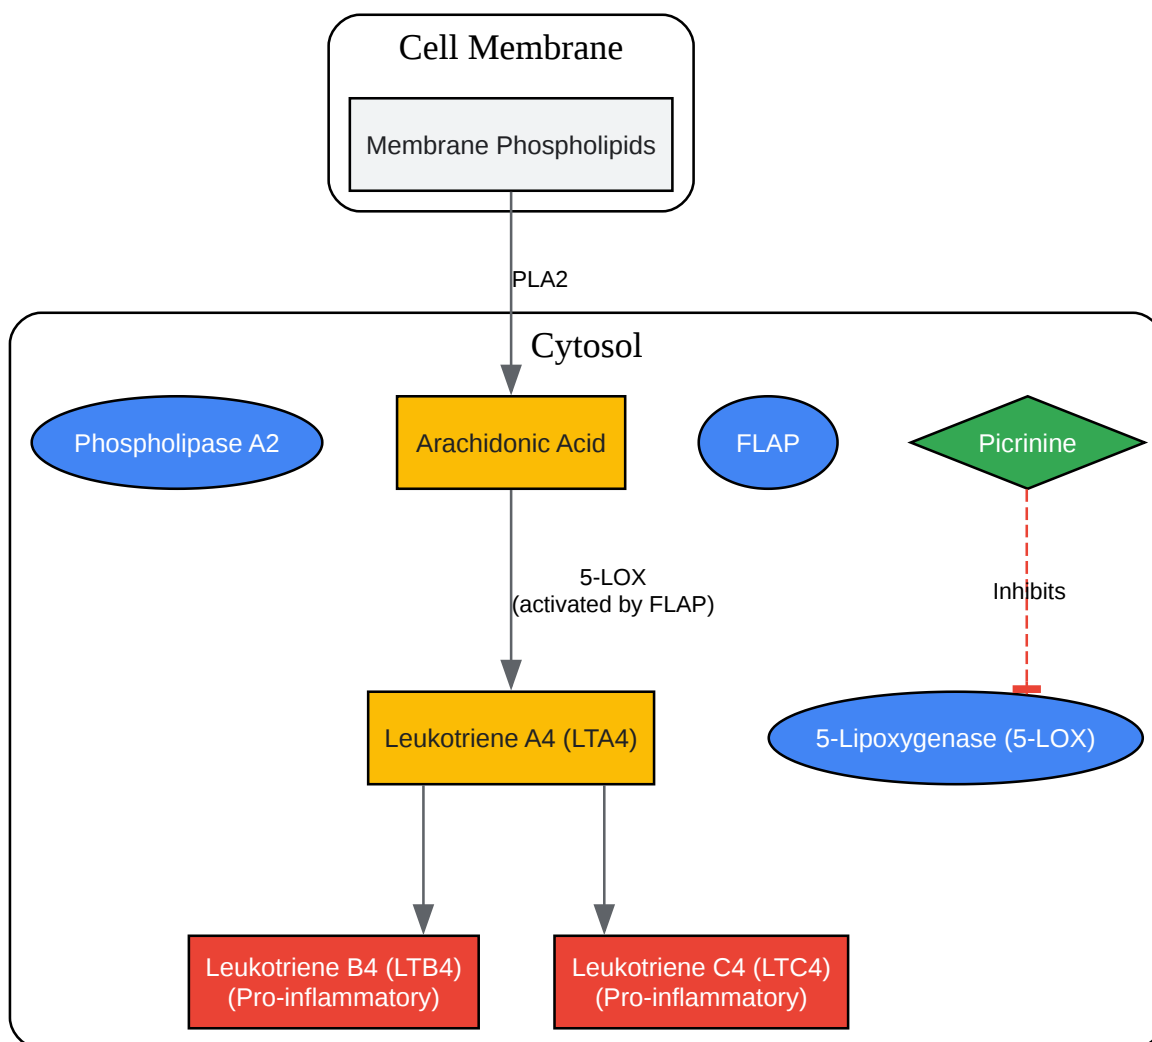 Cell Membrane
Membrane Phospholipids
PLA2
Cytosol
Phospholipase A2
Arachidonic Acid
FLAP
Picrinine
5-LOX
(activated by FLAP)
Inhibits
Leukotriene A4 (LTA4)
5-Lipoxygenase (5-LOX)
Leukotriene B4 (LTB4)
(Pro-inflammatory)
Leukotriene C4 (LTC4)
(Pro-inflammatory)